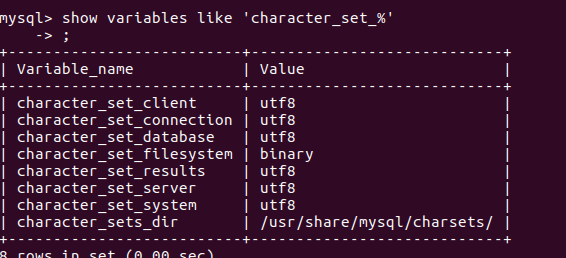 mysql> show variables like 'character_set_%'
    -> ;
+--------------------------+----------------------------+
| Variable_name            | Value                      |
+--------------------------+----------------------------+
| character_set_client     | utf8                       |
| character_set_connection | utf8                       |
| character_set_database   | utf8                       |
| character_set_filesystem | binary                     |
| character_set_results    | utf8                       |
| character_set_server     | utf8                       |
| character_set_system     | utf8                       |
| character_sets_dir       | /usr/share/mysql/charsets/ |
+--------------------------+----------------------------+
8 rows in set (0.00 sec)